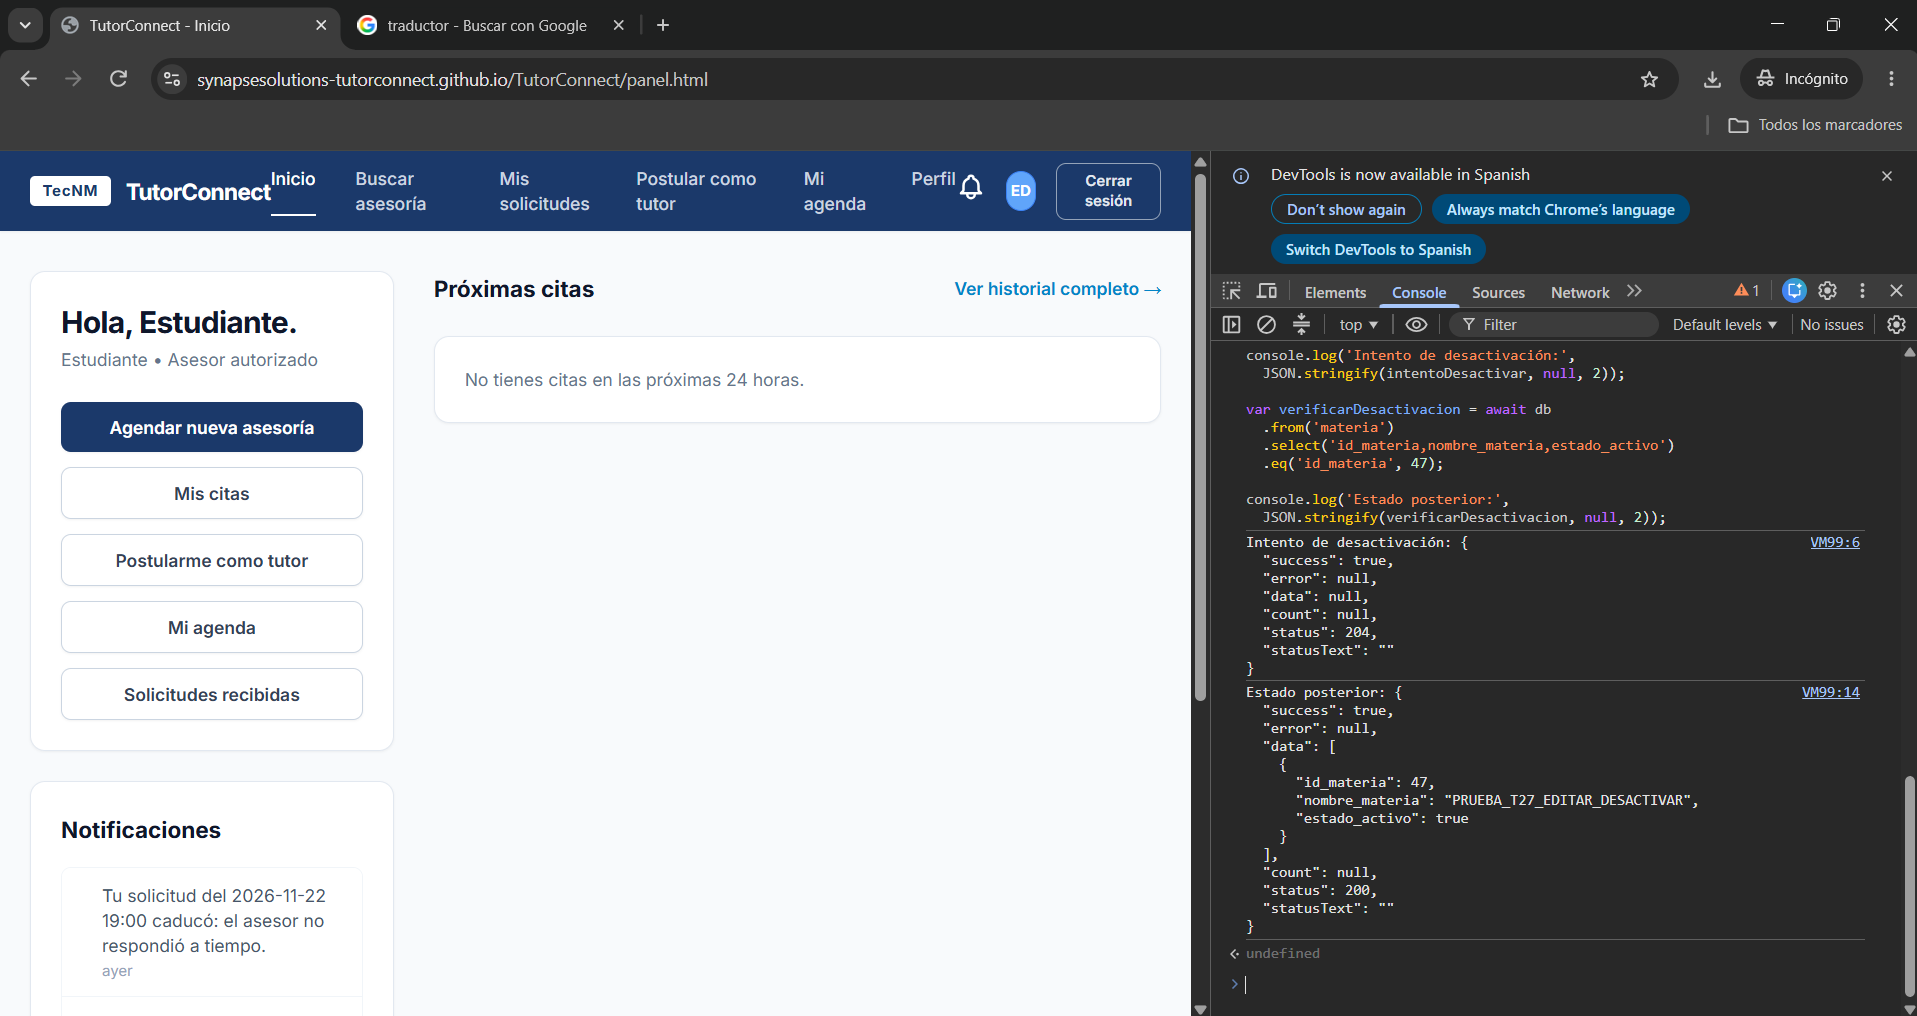 TutorConnect - Inicio
traductor - Buscar con Google
synapsesolutions-tutorconnect.github.io/TutorConnect/panel.html
Incógnito
Todos los marcadores
TecNM
TutorConnect
Inicio
Buscar
asesoría
Mis
solicitudes
Postular como
tutor
Mi
agenda
Perfil
ED
Cerrar
sesión
Hola, Estudiante.
Estudiante • Asesor autorizado
Agendar nueva asesoría
Mis citas
Postularme como tutor
Mi agenda
Solicitudes recibidas
Notificaciones
Tu solicitud del 2026-11-22
19:00 caducó: el asesor no
respondió a tiempo.
ayer
Próximas citas
Ver historial completo →
No tienes citas en las próximas 24 horas.
DevTools is now available in Spanish
Don't show again
Always match Chrome's language
Switch DevTools to Spanish
Elements
Console
Sources
Network
1
top
Filter
Default levels
No issues
console.log('Intento de desactivación:',
JSON.stringify(intentoDesactivar, null, 2));
var verificarDesactivacion = await db
.from('materia')
.select('id_materia,nombre_materia,estado_activo')
.eq('id_materia', 47);
console.log('Estado posterior:',
JSON.stringify(verificarDesactivacion, null, 2));
Intento de desactivación: {
VM99:6
"success": true,
"error": null,
"data": null,
"count": null,
"status": 204,
"statusText": ""
}
Estado posterior: {
VM99:14
"success": true,
"error": null,
"data": [
{
"id_materia": 47,
"nombre_materia": "PRUEBA_T27_EDITAR_DESACTIVAR",
"estado_activo": true
}
],
"count": null,
"status": 200,
"statusText": ""
}
undefined